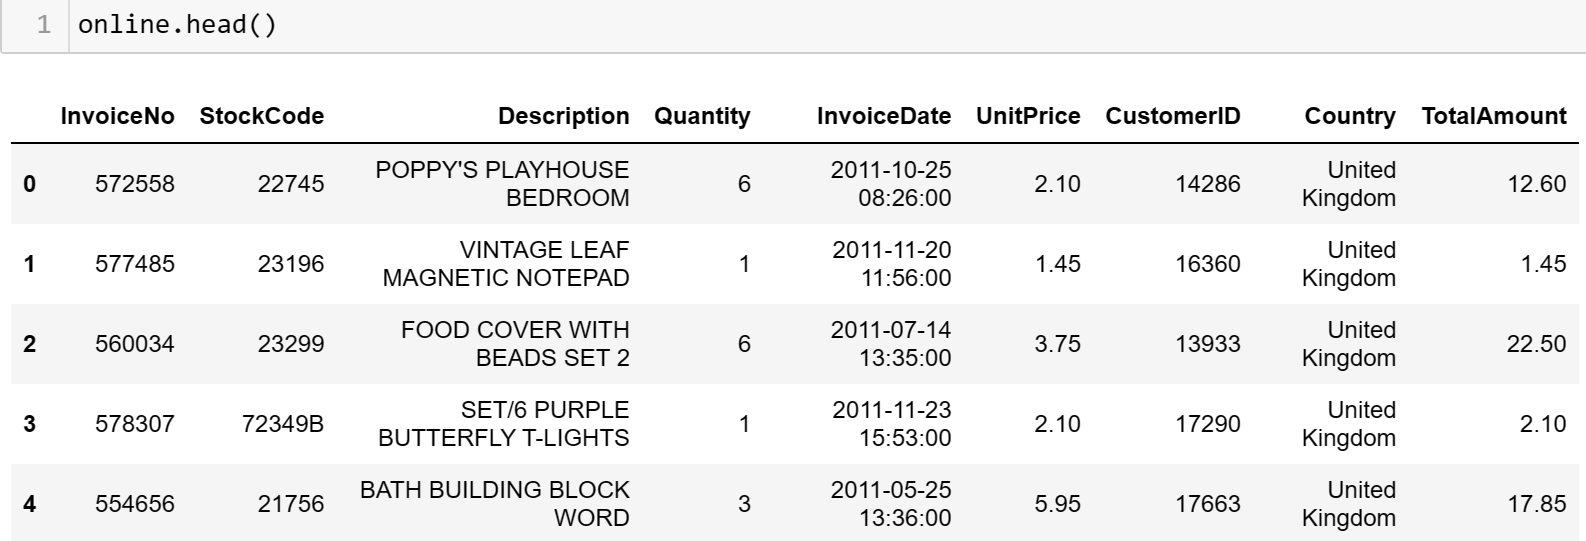 1 online.head()
InvoiceNo StockCode Description Quantity InvoiceDate UnitPrice CustomerID Country TotalAmount
0 572558 22745 POPPY'S PLAYHOUSE BEDROOM 6 2011-10-25 08:26:00 2.10 14286 United Kingdom 12.60
1 577485 23196 VINTAGE LEAF MAGNETIC NOTEPAD 1 2011-11-20 11:56:00 1.45 16360 United Kingdom 1.45
2 560034 23299 FOOD COVER WITH BEADS SET 2 6 2011-07-14 13:35:00 3.75 13933 United Kingdom 22.50
3 578307 72349B SET/6 PURPLE BUTTERFLY T-LIGHTS 1 2011-11-23 15:53:00 2.10 17290 United Kingdom 2.10
4 554656 21756 BATH BUILDING BLOCK WORD 3 2011-05-25 13:36:00 5.95 17663 United Kingdom 17.85